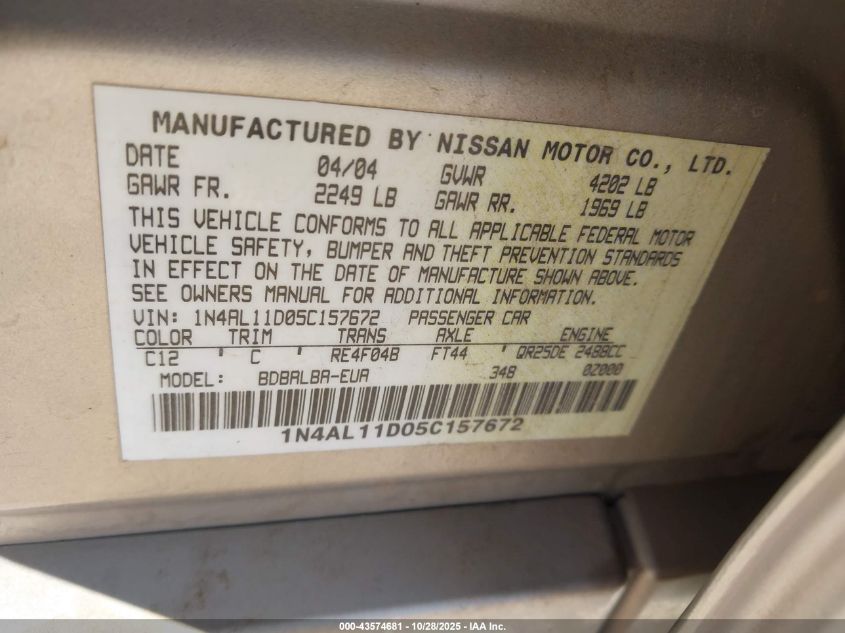 MANUFACTURED BY NISSAN MOTOR CO., LTD.
DATE 04/04 GVWR 4202 LB
GAWR FR. 2249 LB GAWR RR. 1969 LB
THIS VEHICLE CONFORMS TO ALL APPLICABLE FEDERAL MOTOR
VEHICLE SAFETY, BUMPER AND THEFT PREVENTION STANDARDS
IN EFFECT ON THE DATE OF MANUFACTURE SHOWN ABOVE.
SEE OWNERS MANUAL FOR ADDITIONAL INFORMATION.
VIN: 1N4AL11D05C157672 PASSENGER CAR
COLOR TRIM TRANS AXLE ENGINE
C12 ' C ' RE4F04B FT44 ' QR25DE 2488CC
MODEL: BDBALBA-EUA 348 0Z000
1N4AL11D05C157672
000-43574681 - 10/28/2025 - IAA Inc.